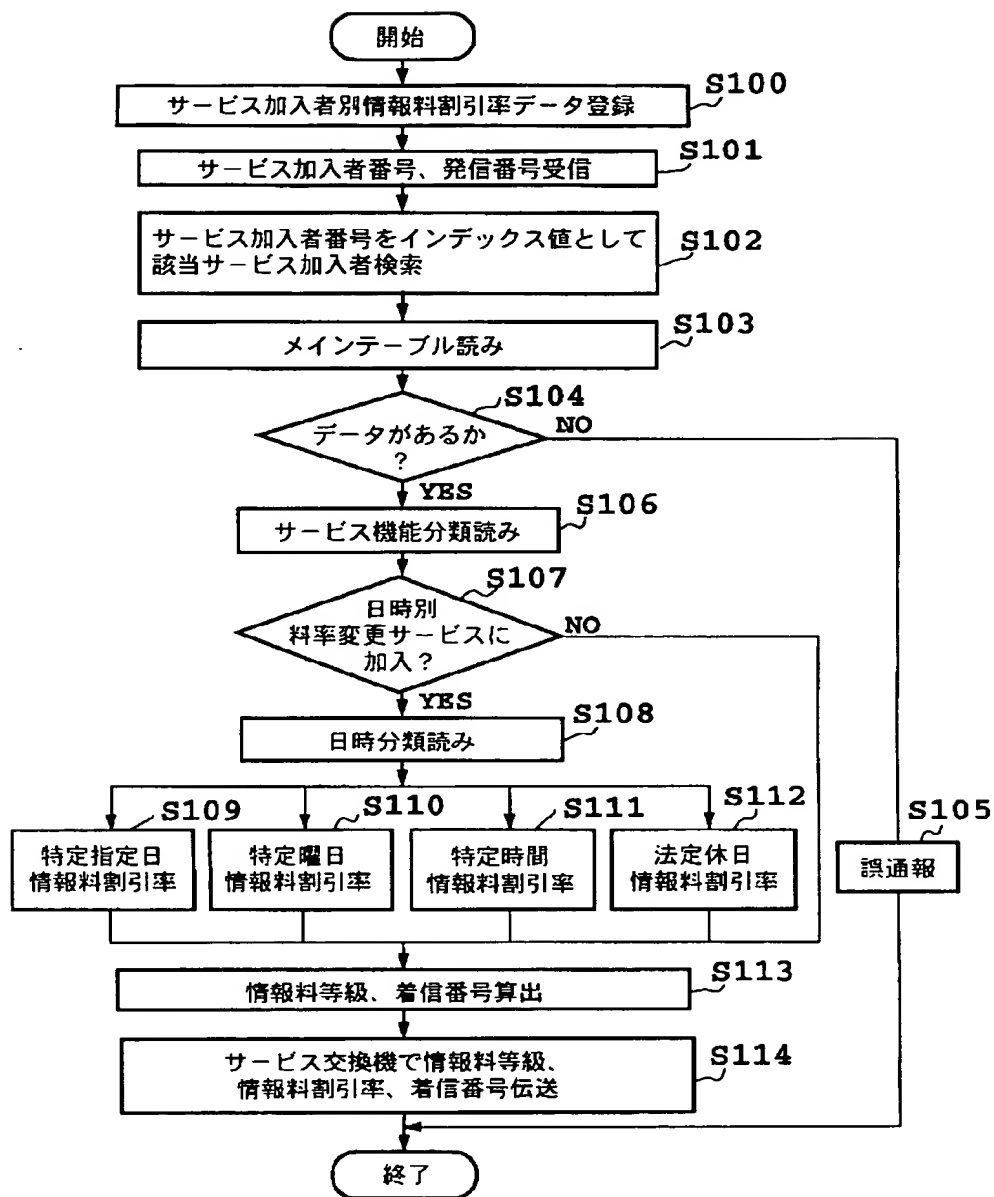 開始
S100
サービス加入者別情報料割引率データ登録
S101
サービス加入者番号、発信番号受信
サービス加入者番号をインデックス値として
該当サービス加入者検索
S102
S103
メインテーブル読み
S104
データがあるか
?
NO
YES
S106
サービス機能分類読み
S107
日時別
料率変更サービスに
加入?
NO
YES
S108
日時分類読み
S109
特定指定日
情報料割引率
S110
特定曜日
情報料割引率
S111
特定時間
情報料割引率
S112
法定休日
情報料割引率
S105
誤通報
S113
情報料等級、着信番号算出
サービス交換機で情報料等級、
情報料割引率、着信番号伝送
S114
終了